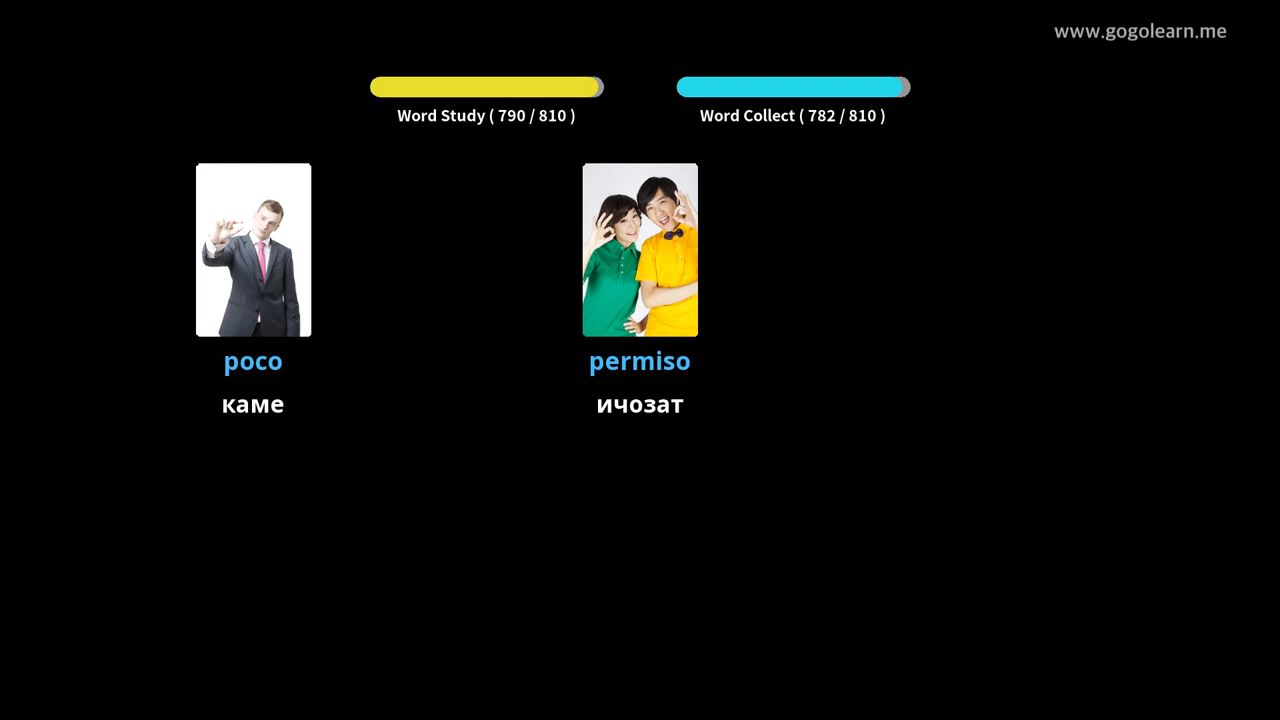 www.gogolearn.me
Word Study ( 790 / 810 )
Word Collect ( 782 / 810 )
poco
permiso
каме
ичозат